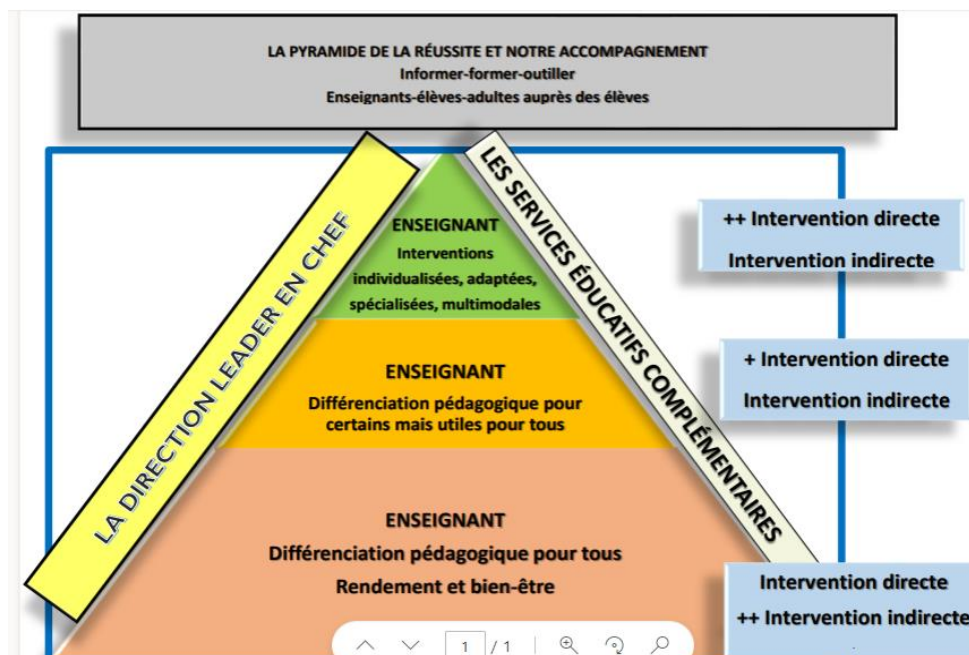 LA PYRAMIDE DE LA RÉUSSITE ET NOTRE ACCOMPAGNEMENT
Informer-former-outiller
Enseignants-élèves-adultes auprès des élèves
LA DIRECTION LEADER EN CHEF
LES SERVICES ÉDUCATIFS COMPLÉMENTAIRES
ENSEIGNANT
Interventions
individualisées, adaptées,
spécialisées, multimodales
++ Intervention directe
Intervention indirecte
ENSEIGNANT
Différenciation pédagogique pour
certains mais utiles pour tous
+ Intervention directe
Intervention indirecte
ENSEIGNANT
Différenciation pédagogique pour tous
Rendement et bien-être
Intervention directe
++ Intervention indirecte
1 / 1